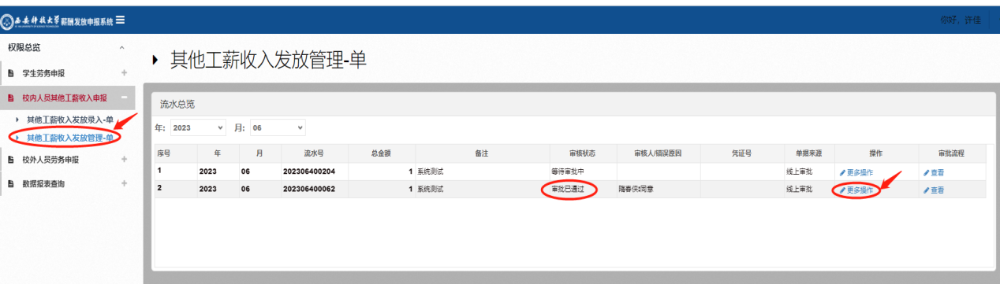 西安科技大学薪酬发放申报系统
你好，许佳
权限总览
学生劳务申报
校内人员其他工薪收入申报
其他工薪收入发放录入-单
其他工薪收入发放管理-单
校外人员劳务申报
数据报表查询
其他工薪收入发放管理-单
流水总览
年: 2023 月: 06
序号 年 月 流水号 总金额 备注 审核状态 审核人/错误原因 凭证号 单据来源 操作 审批流程
1 2023 06 202306400204 1 系统测试 等待审批中 线上审批 更多操作 查看
2 2023 06 202306400062 1 系统测试 审批已通过 隋春侠:同意 线上审批 更多操作 查看